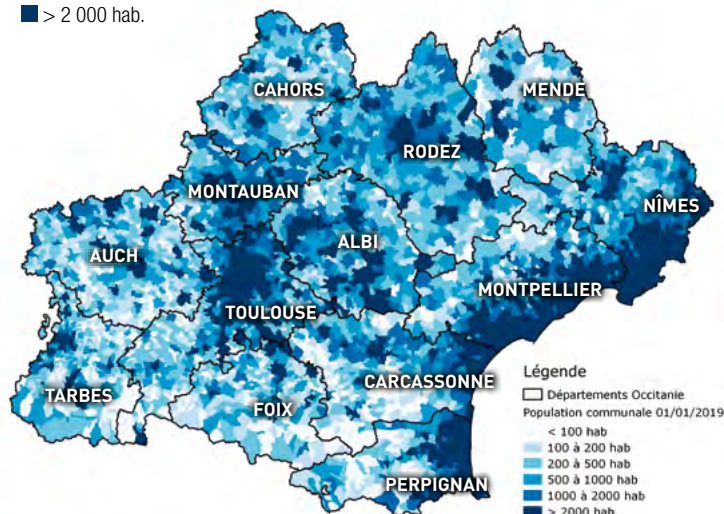 > 2 000 hab.
CAHORS
MENDE
RODEZ
MONTAUBAN
NÎMES
ALBI
AUCH
MONTPELLIER
TOULOUSE
Légende
CARCASSONNE
TARBES
FOIX
Départements Occitanie
Population communale 01/01/2019
< 100 hab
100 à 200 hab
200 à 500 hab
500 à 1000 hab
PERPIGNAN
1000 à 2000 hab
> 2000 hab